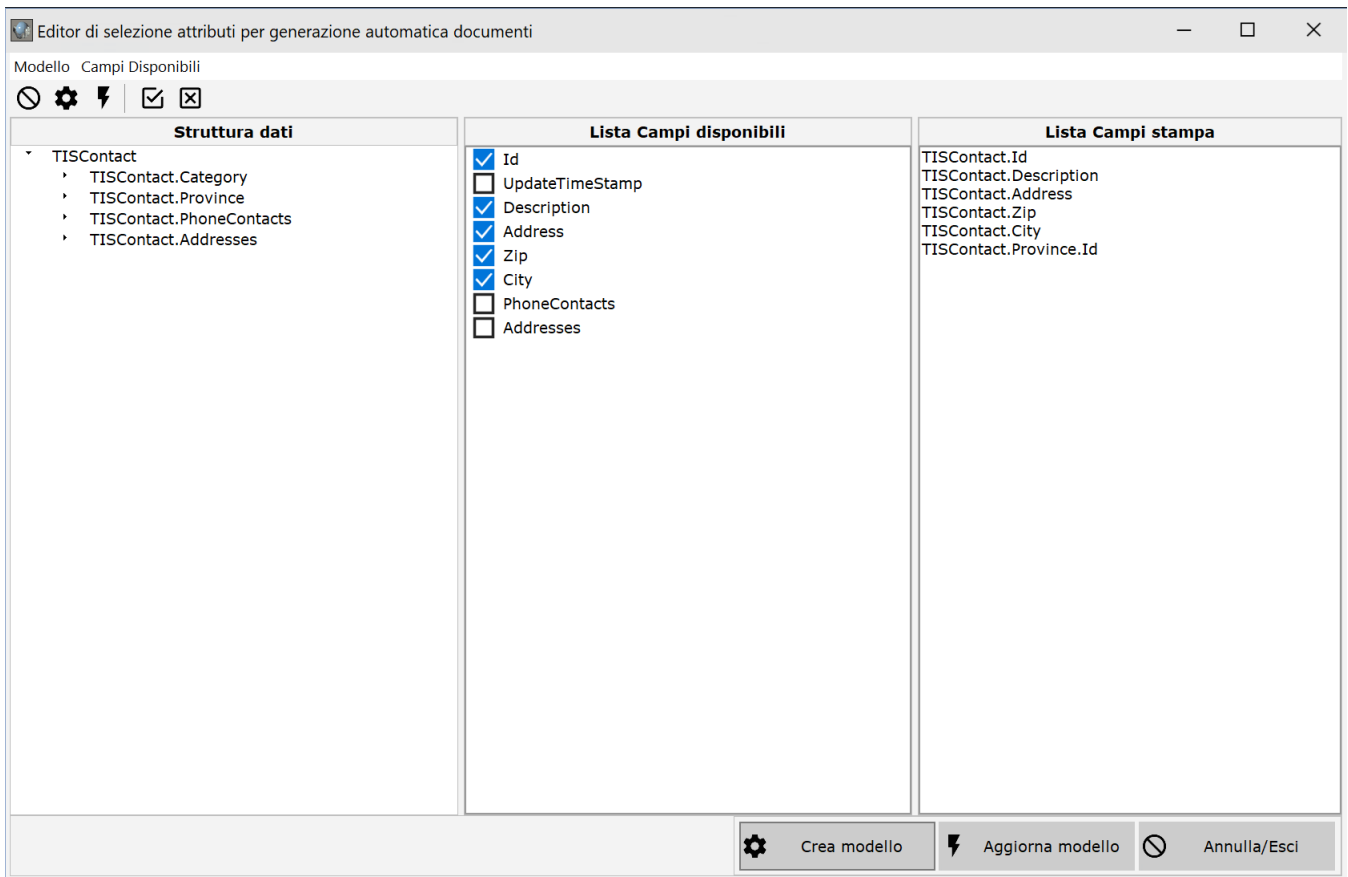 Editor di selezione attributi per generazione automatica documenti
Modello Campi Disponibili
Struttura dati
TISContact
TISContact.Category
TISContact.Province
TISContact.PhoneContacts
TISContact.Addresses
Lista Campi disponibili
Id
UpdateTimeStamp
Description
Address
Zip
City
PhoneContacts
Addresses
Lista Campi stampa
TISContact.Id
TISContact.Description
TISContact.Address
TISContact.Zip
TISContact.City
TISContact.Province.Id
Crea modello
Aggiorna modello
Annulla/Esci